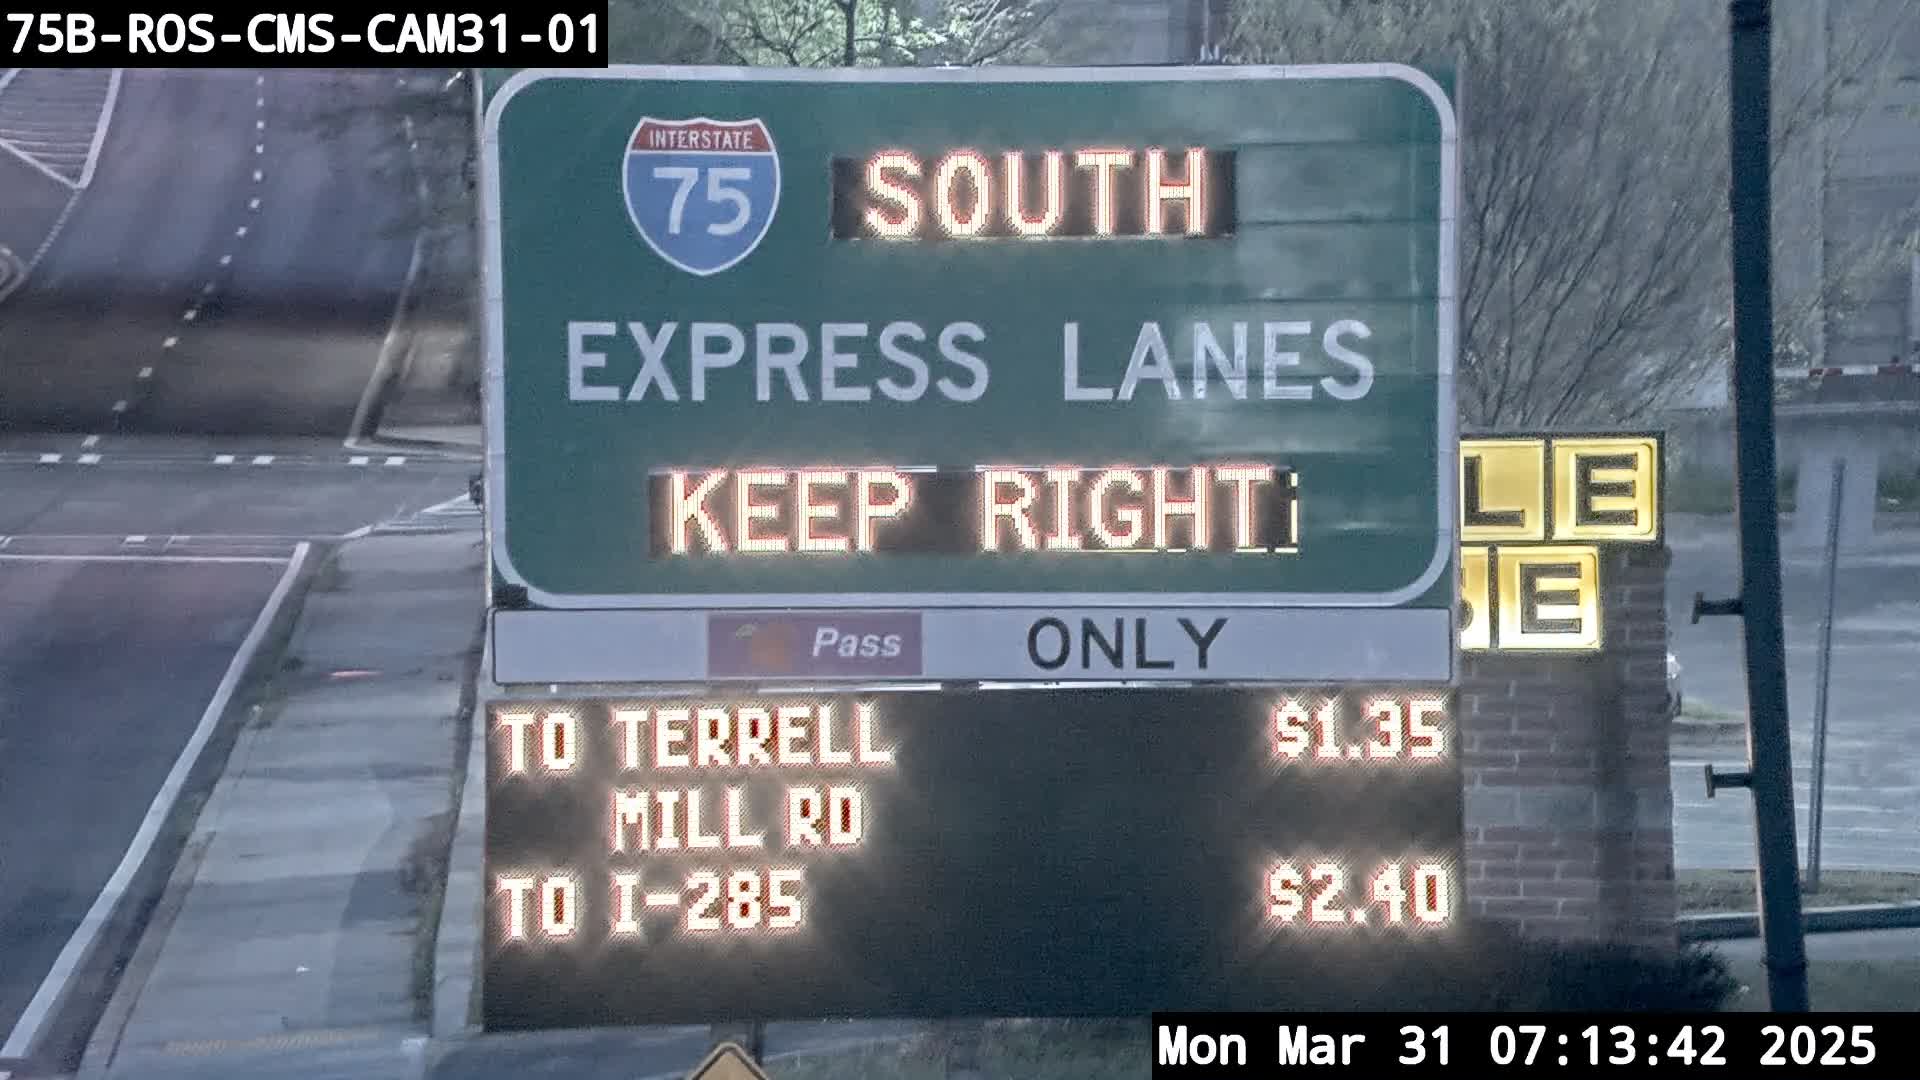 75B-ROS-CMS-CAM31-01
INTERSTATE
75
SOUTH
EXPRESS LANES
KEEP RIGHT
Pass ONLY
TO TERRELL $1.35
MILL RD
TO I-285 $2.40
LE
E
Mon Mar 31 07:13:42 2025